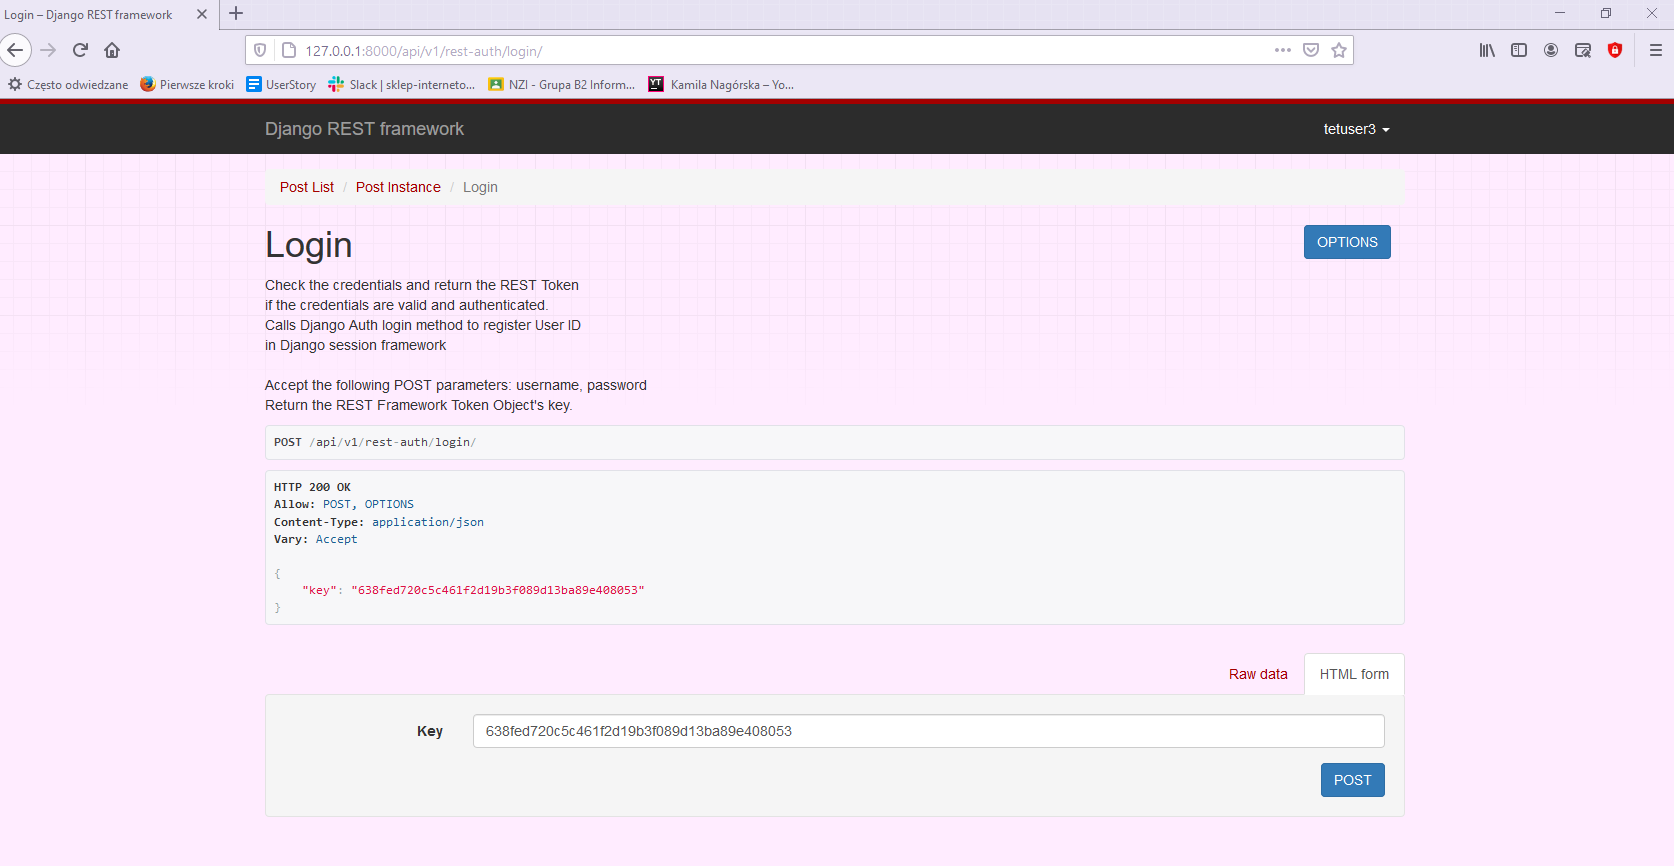 Login – Django REST framework
127.0.0.1:8000/api/v1/rest-auth/login/
Często odwiedzane
Pierwsze kroki
UserStory
Slack | sklep-interneto...
NZI - Grupa B2 Inform...
YT
Kamila Nagórska – Yo...
Django REST framework
tetuser3
Post List / Post Instance / Login
Login
OPTIONS
Check the credentials and return the REST Token
if the credentials are valid and authenticated.
Calls Django Auth login method to register User ID
in Django session framework
Accept the following POST parameters: username, password
Return the REST Framework Token Object's key.
POST /api/v1/rest-auth/login/
HTTP 200 OK
Allow: POST, OPTIONS
Content-Type: application/json
Vary: Accept
{
"key": "638fed720c5c461f2d19b3f089d13ba89e408053"
}
Raw data
HTML form
Key
638fed720c5c461f2d19b3f089d13ba89e408053
POST